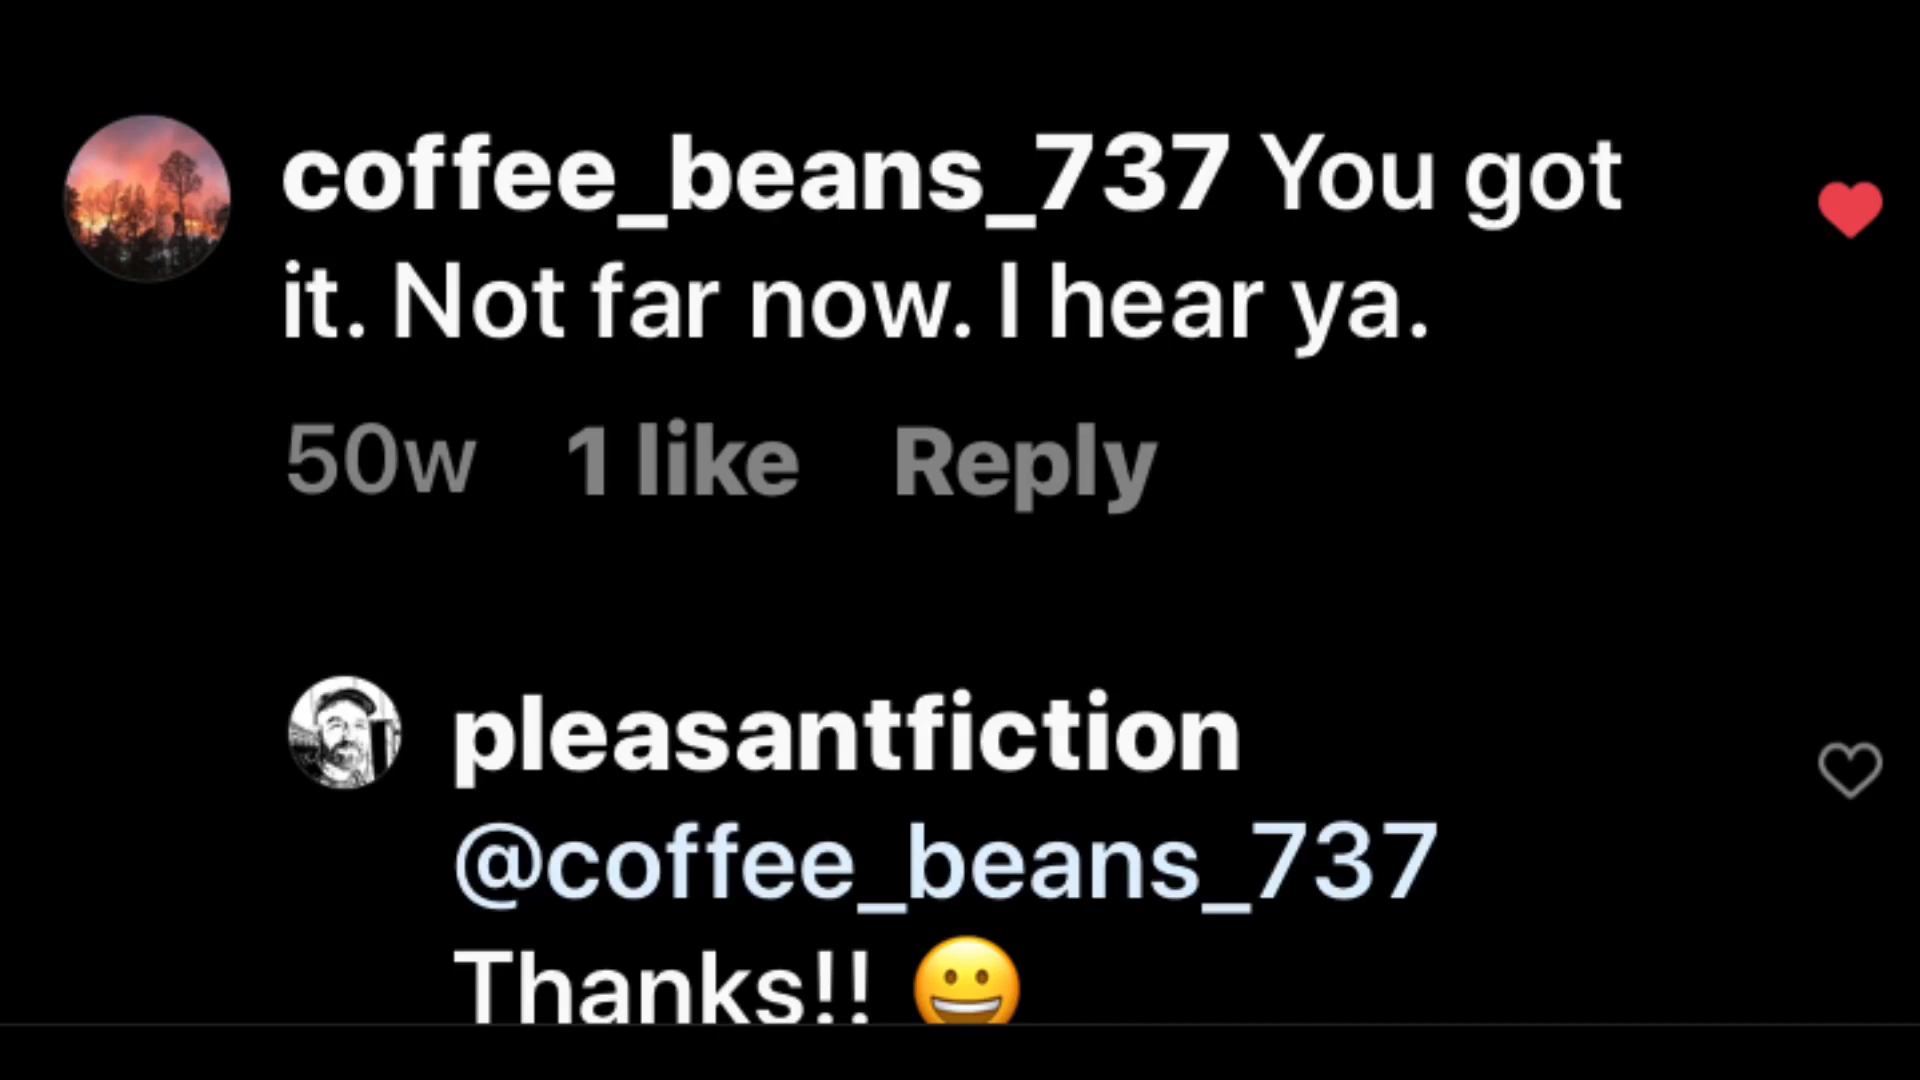 coffee_beans_737 You got
it. Not far now. I hear ya.
50w 1 like Reply
pleasantfiction
@coffee_beans_737
Thanks!! 😀